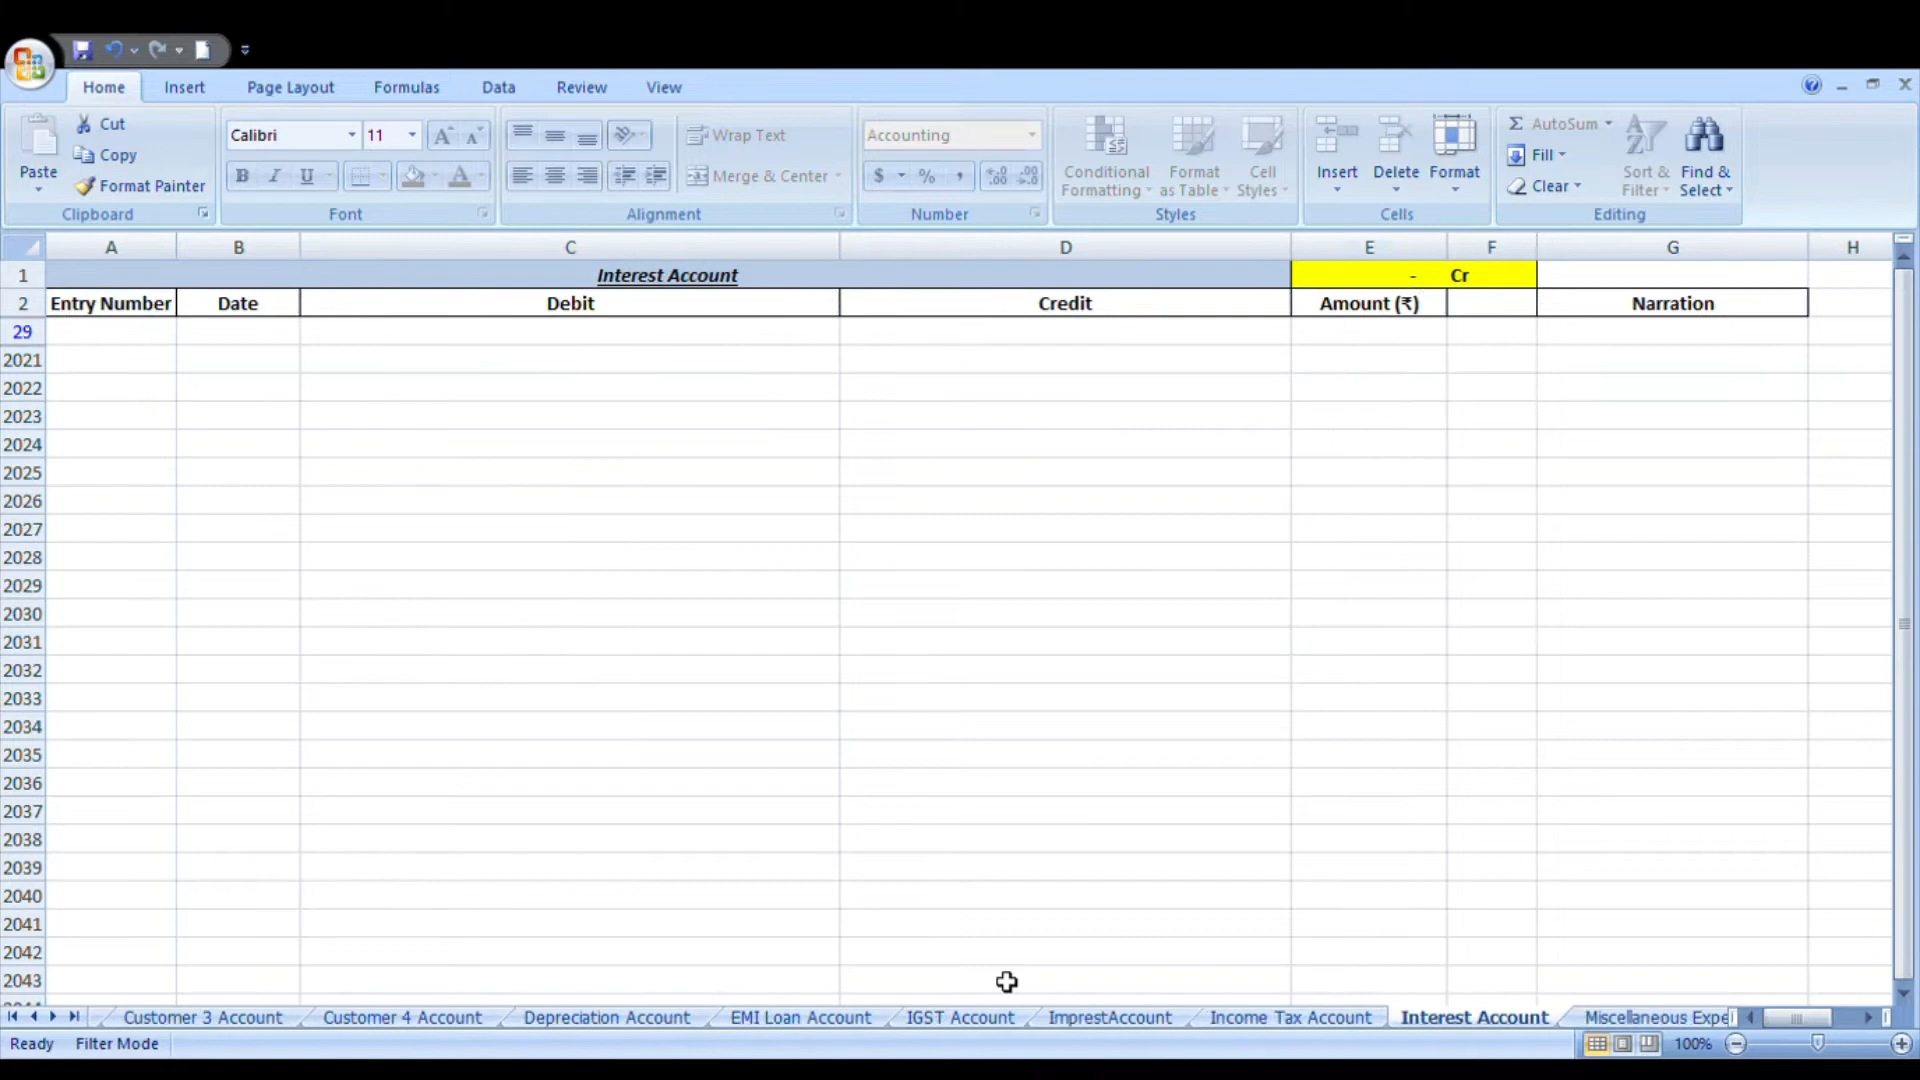 Home Insert Page Layout Formulas Data Review View
Paste Cut Copy Format Painter Clipboard
Calibri 11 B I U A Font
Wrap Text Merge & Center Alignment
Accounting $ % , Number
Conditional Formatting Format as Table Cell Styles Styles
Insert Delete Format Cells
Σ AutoSum Fill Clear Sort & Filter Find & Select Editing
A B C D E F G H
1 Interest Account - Cr
2 Entry Number Date Debit Credit Amount (₹) Narration
29
2021
2022
2023
2024
2025
2026
2027
2028
2029
2030
2031
2032
2033
2034
2035
2036
2037
2038
2039
2040
2041
2042
2043
Customer 3 Account Customer 4 Account Depreciation Account EMI Loan Account IGST Account ImprestAccount Income Tax Account Interest Account Miscellaneous Expe
Ready Filter Mode 100%